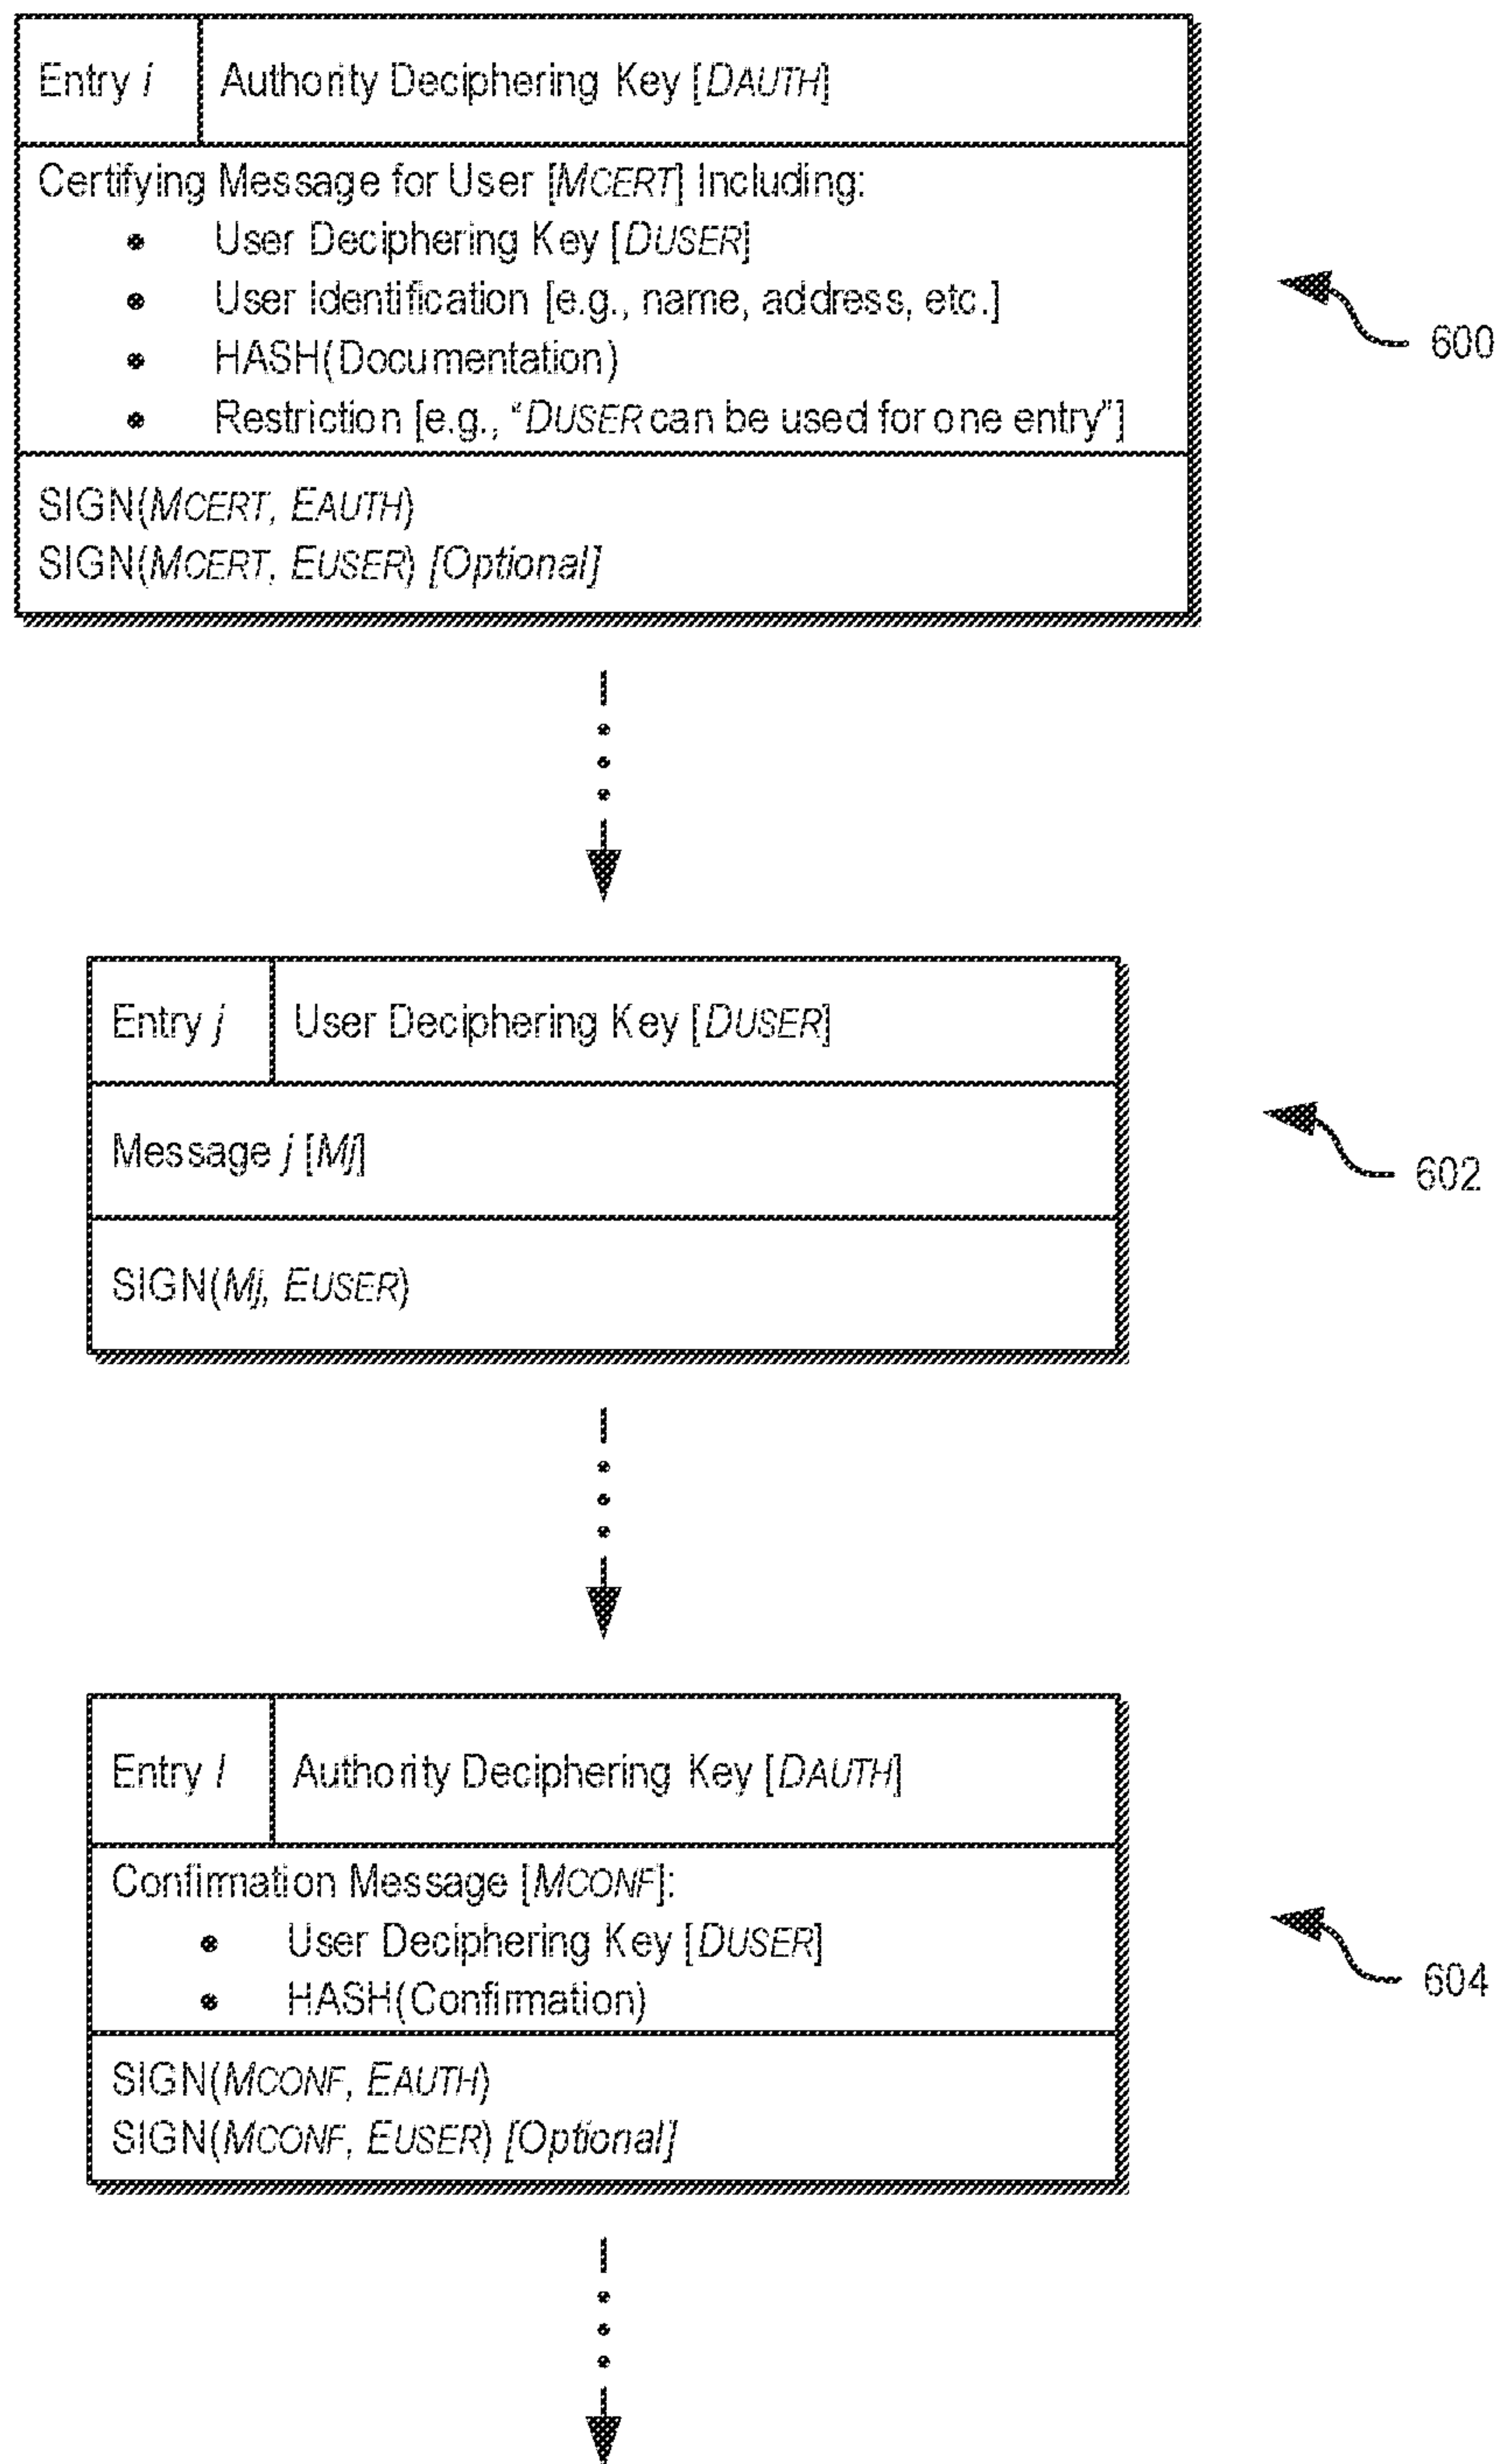 Entry i Authority Deciphering Key [DAUTH]
Certifying Message for User [MCERT] Including:
• User Deciphering Key [DUSER]
• User Identification [e.g., name, address, etc.]
• HASH(Documentation)
• Restriction [e.g., “DUSER can be used for one entry”]
SIGN(MCERT, EAUTH)
SIGN(MCERT, EUSER) [Optional]
600
Entry j User Deciphering Key [DUSER]
Message j [Mj]
SIGN(Mj, EUSER)
602
Entry l Authority Deciphering Key [DAUTH]
Confirmation Message [MCONF]:
• User Deciphering Key [DUSER]
• HASH(Confirmation)
SIGN(MCONF, EAUTH)
SIGN(MCONF, EUSER) [Optional]
604